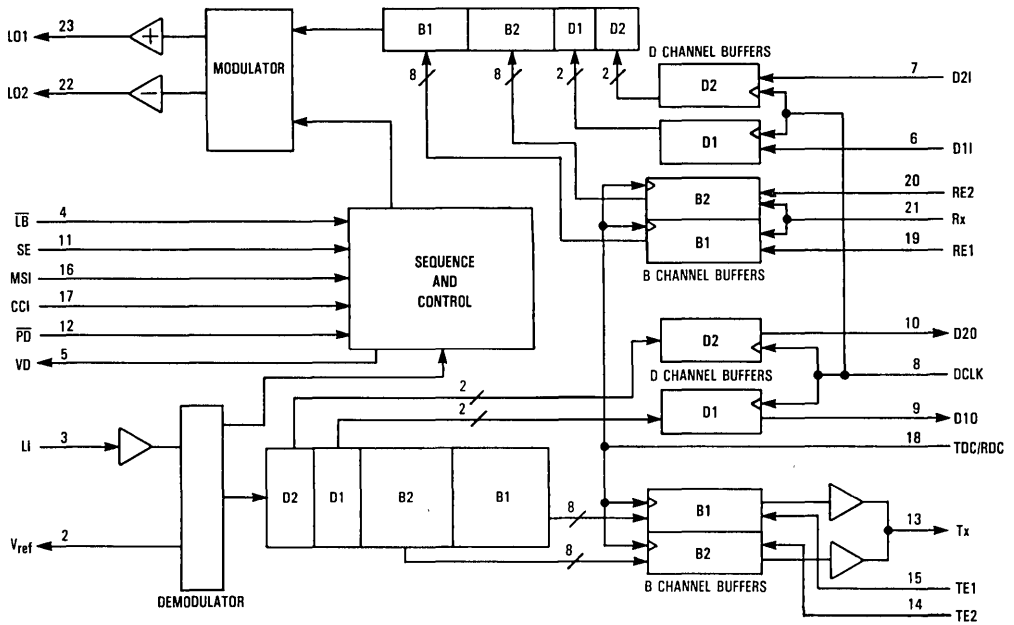 LO1 23
LO2 22
+
−
MODULATOR
B1 B2 D1 D2
8 8 2 2
D CHANNEL BUFFERS
D2
7 D2I
D1
6 D1I
20 RE2
21 Rx
19 RE1
B2
B1
B CHANNEL BUFFERS
L̅B̅ 4
SE 11
MSI 16
CCI 17
P̅D̅ 12
VD 5
SEQUENCE
AND
CONTROL
D2
10 D2O
D CHANNEL BUFFERS
8 DCLK
D1
9 D1O
18 TDC/RDC
2
2
LI 3
Vref 2
DEMODULATOR
D2 D1 B2 B1
8
8
B1
B2
B CHANNEL BUFFERS
13 Tx
15 TE1
14 TE2